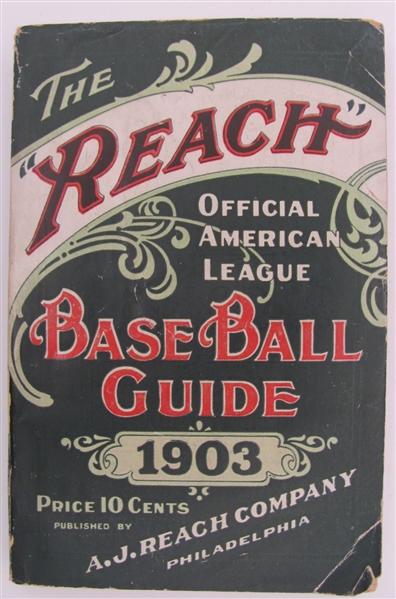 THE
"REACH"
OFFICIAL
AMERICAN
LEAGUE
BASE BALL
GUIDE
1903
PRICE 10 CENTS
PUBLISHED BY
A.J. REACH COMPANY
PHILADELPHIA